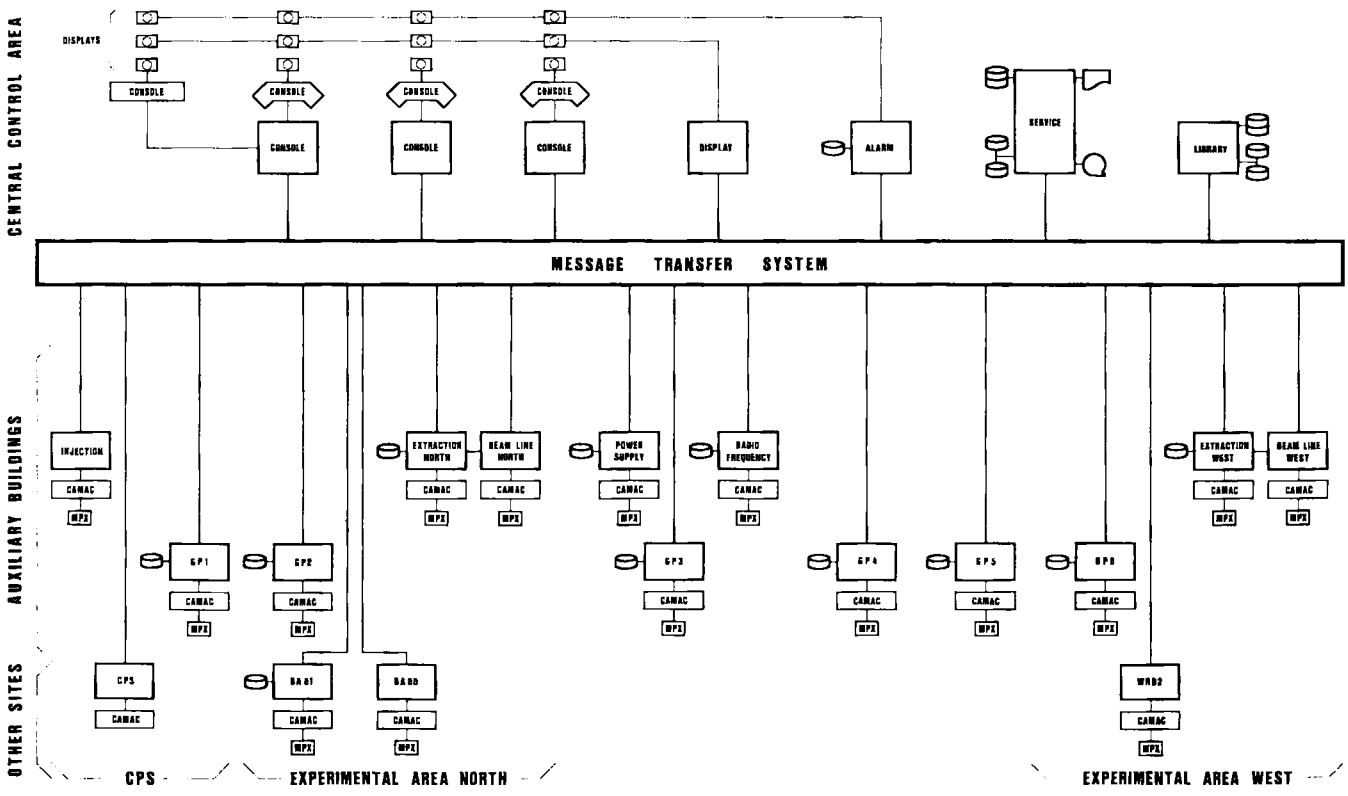 CENTRAL CONTROL AREA
DISPLAYS
CONSOLE
CONSOLE
CONSOLE
CONSOLE
CONSOLE
CONSOLE
CONSOLE
DISPLAY
ALARM
SERVICE
LIBRARY
MESSAGE TRANSFER SYSTEM
AUXILIARY BUILDINGS
INJECTION
CAMAC
MPX
EXTRACTION
NORTH
CAMAC
MPX
BEAM LINE
NORTH
CAMAC
MPX
POWER
SUPPLY
CAMAC
MPX
RADIO
FREQUENCY
CAMAC
MPX
EXTRACTION
WEST
CAMAC
MPX
BEAM LINE
WEST
CAMAC
MPX
GP1
CAMAC
MPX
GP2
CAMAC
MPX
GP3
CAMAC
MPX
GP4
CAMAC
MPX
GP5
CAMAC
MPX
GP6
CAMAC
MPX
OTHER SITES
CPS
CAMAC
BA81
CAMAC
MPX
CAMAC
MPX
CAMAC
MPX
CPS
EXPERIMENTAL AREA NORTH
EXPERIMENTAL AREA WEST